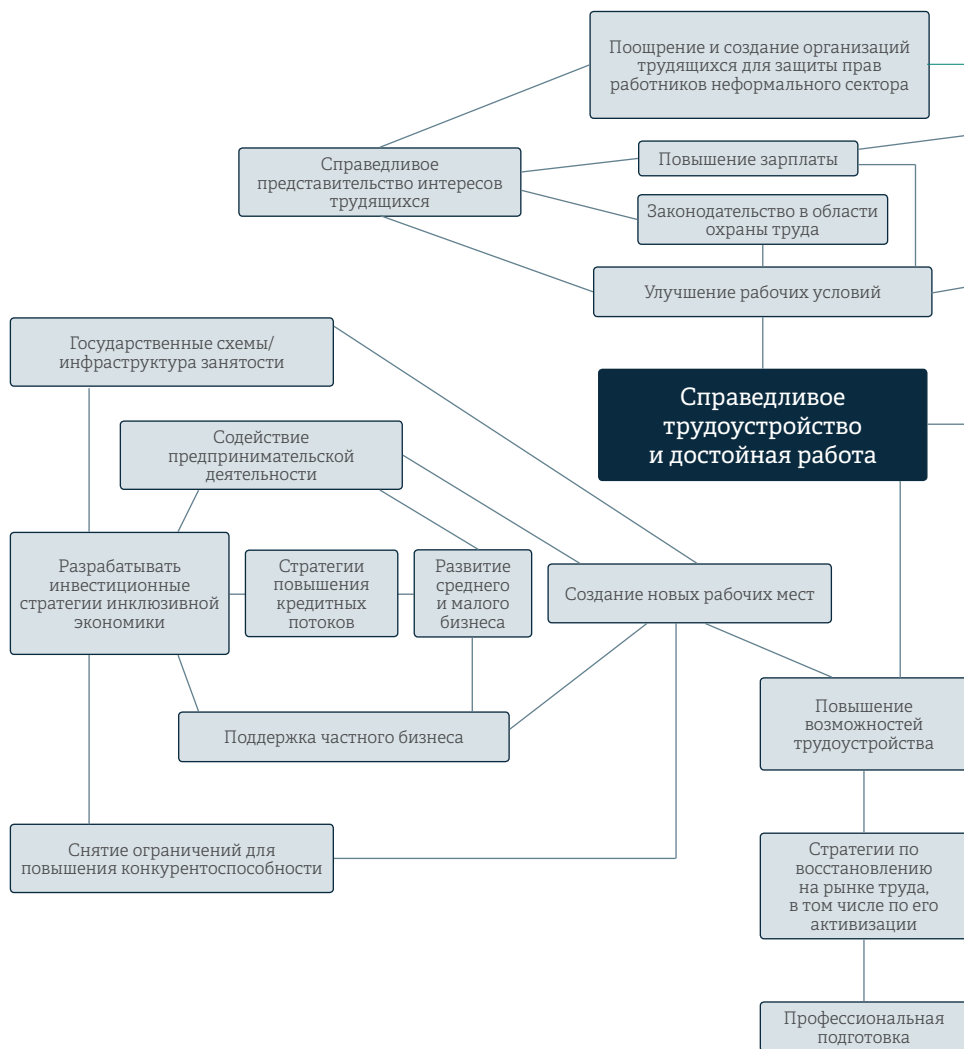 Поощрение и создание организаций
трудящихся для защиты прав
работников неформального сектора
Справедливое
представительство интересов
трудящихся
Повышение зарплаты
Законодательство в области
охраны труда
Улучшение рабочих условий
Государственные схемы/
инфраструктура занятости
Справедливое
трудоустройство
и достойная работа
Содействие
предпринимательской
деятельности
Разрабатывать
инвестиционные
стратегии инклюзивной
экономики
Стратегии
повышения
кредитных
потоков
Развитие
среднего
и малого
бизнеса
Создание новых рабочих мест
Поддержка частного бизнеса
Повышение
возможностей
трудоустройства
Снятие ограничений для
повышения конкурентоспособности
Стратегии по
восстановлению
на рынке труда,
в том числе по его
активизации
Профессиональная
подготовка